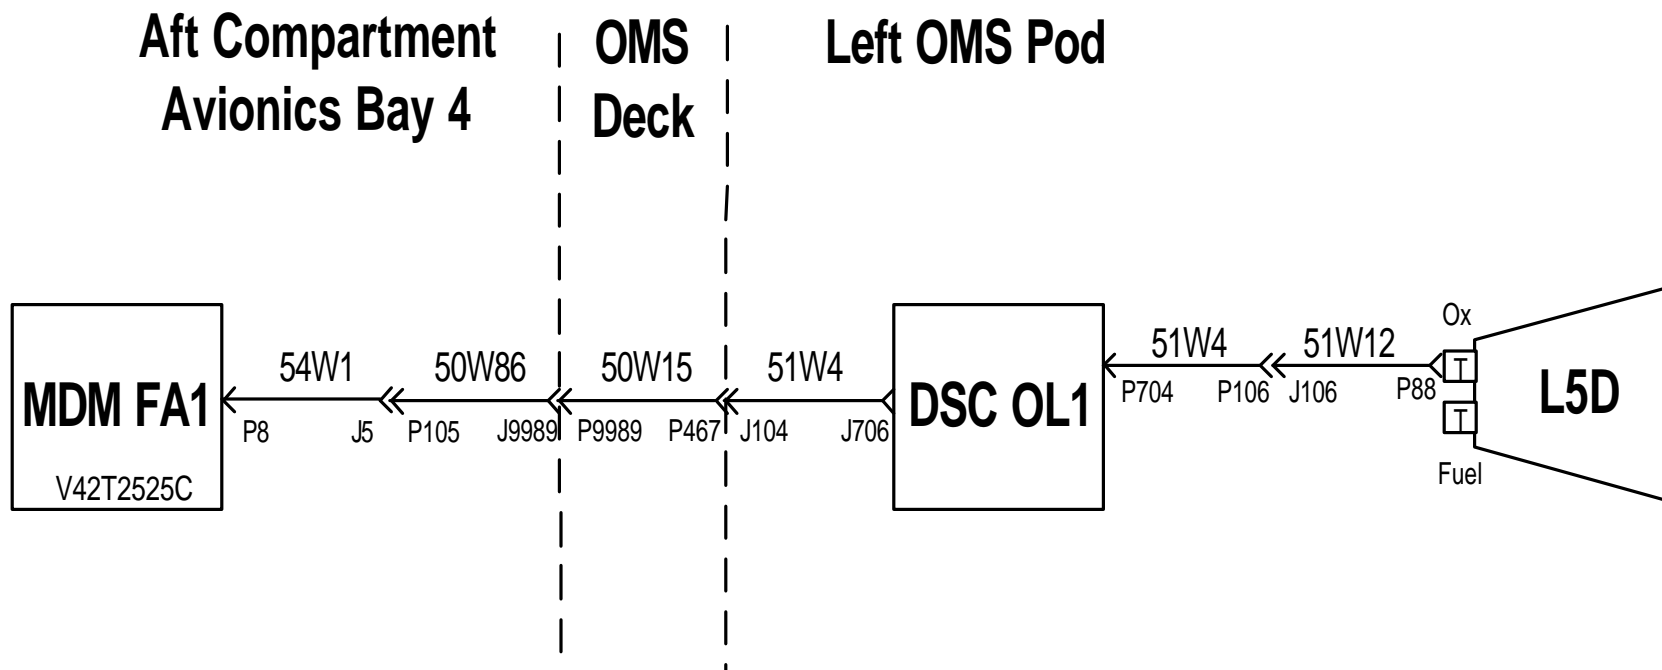 Aft Compartment
Avionics Bay 4
OMS
Deck
Left OMS Pod
MDM FA1
V42T2525C
54W1
P8
J5
50W86
P105
J9989
50W15
P9989
P467
51W4
J104
J706
DSC OL1
51W4
P704
P106
51W12
J106
P88
Ox
T
T
Fuel
L5D